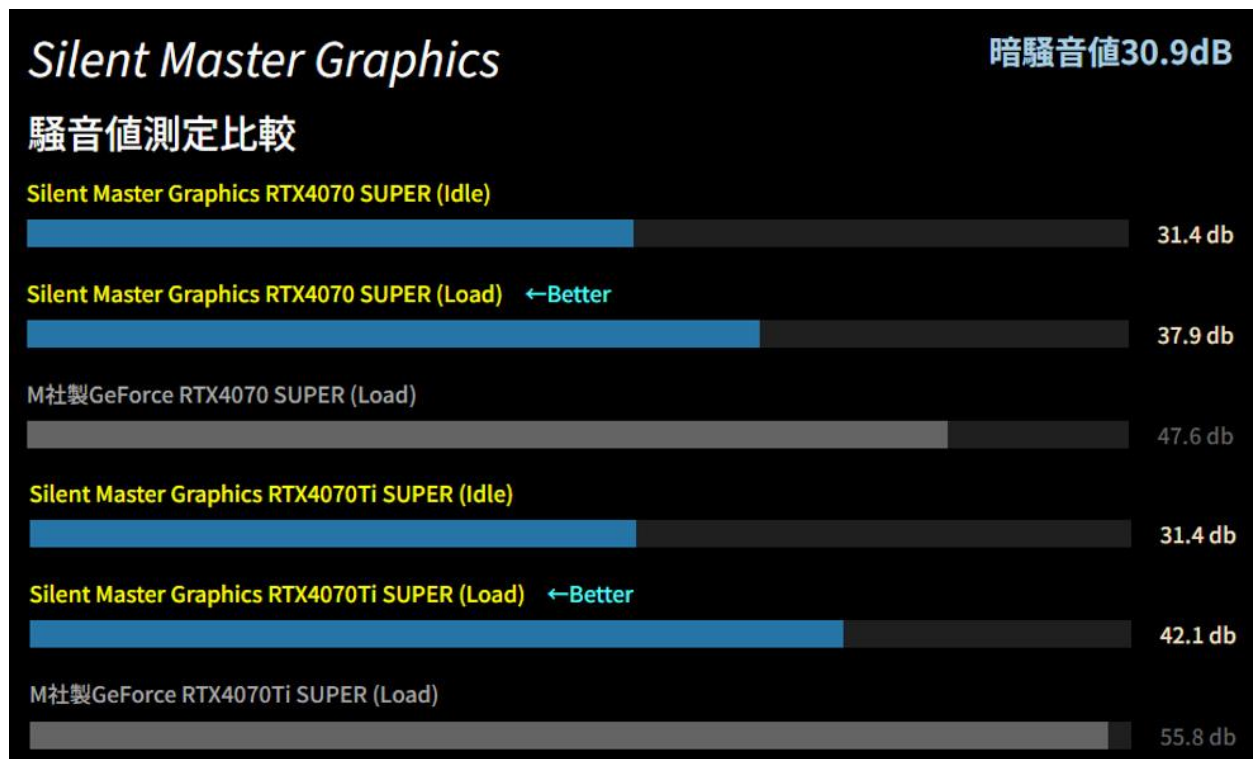 Silent Master Graphics
暗騒音値30.9dB
騒音値測定比較
Silent Master Graphics RTX4070 SUPER (Idle)
31.4 db
Silent Master Graphics RTX4070 SUPER (Load) ←Better
37.9 db
M社製GeForce RTX4070 SUPER (Load)
47.6 db
Silent Master Graphics RTX4070Ti SUPER (Idle)
31.4 db
Silent Master Graphics RTX4070Ti SUPER (Load) ←Better
42.1 db
M社製GeForce RTX4070Ti SUPER (Load)
55.8 db